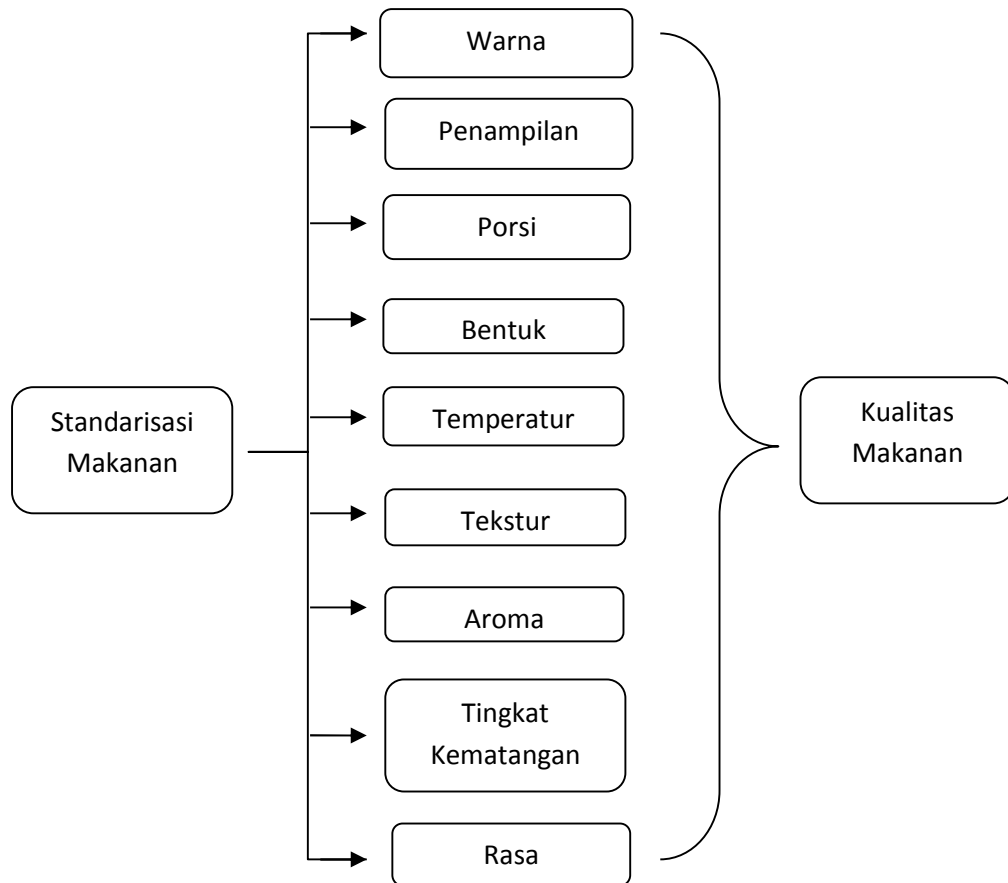 Warna
Penampilan
Porsi
Bentuk
Standarisasi
Makanan
Temperatur
Kualitas
Makanan
Tekstur
Aroma
Tingkat
Kematangan
Rasa